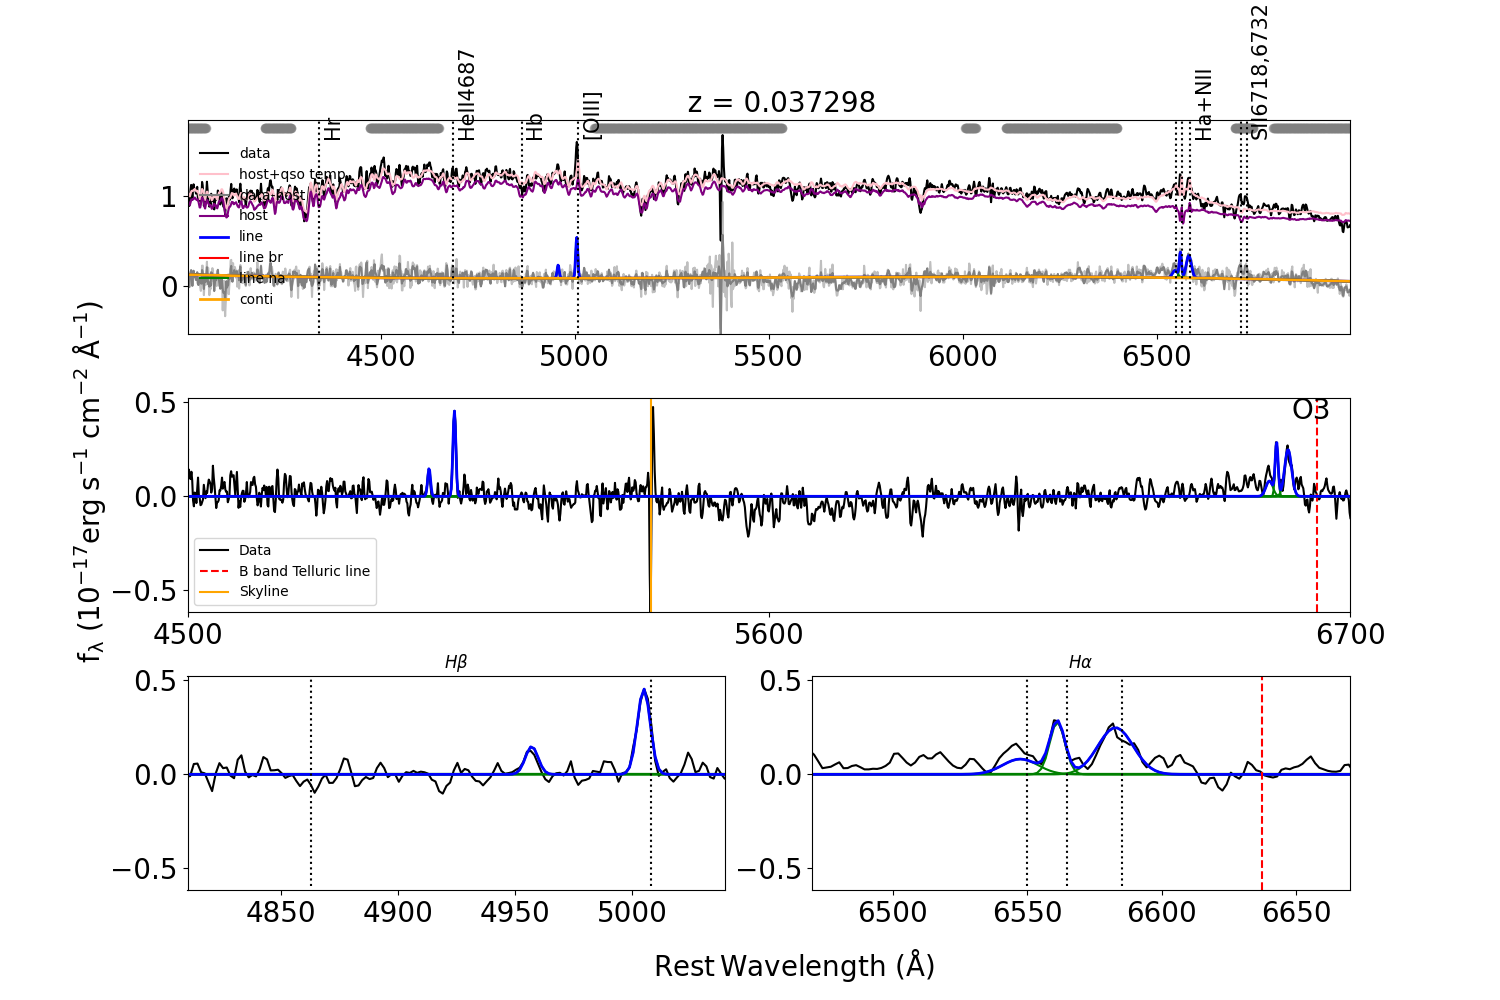 z = 0.037298
Hr
HeII4687
Hb
[OIII]
Ha+NII
SII6718,6732
data
host+qso temp
data-host
host
line
line br
line na
conti
1
0
4500 5000 5500 6000 6500
fλ (10⁻¹⁷erg s⁻¹ cm⁻² Å⁻¹)
O3
0.5
0.0
−0.5
Data
B band Telluric line
Skyline
4500 5600 6700
Hβ
0.5
0.0
−0.5
4850 4900 4950 5000
Hα
0.5
0.0
−0.5
6500 6550 6600 6650
Rest Wavelength (Å)